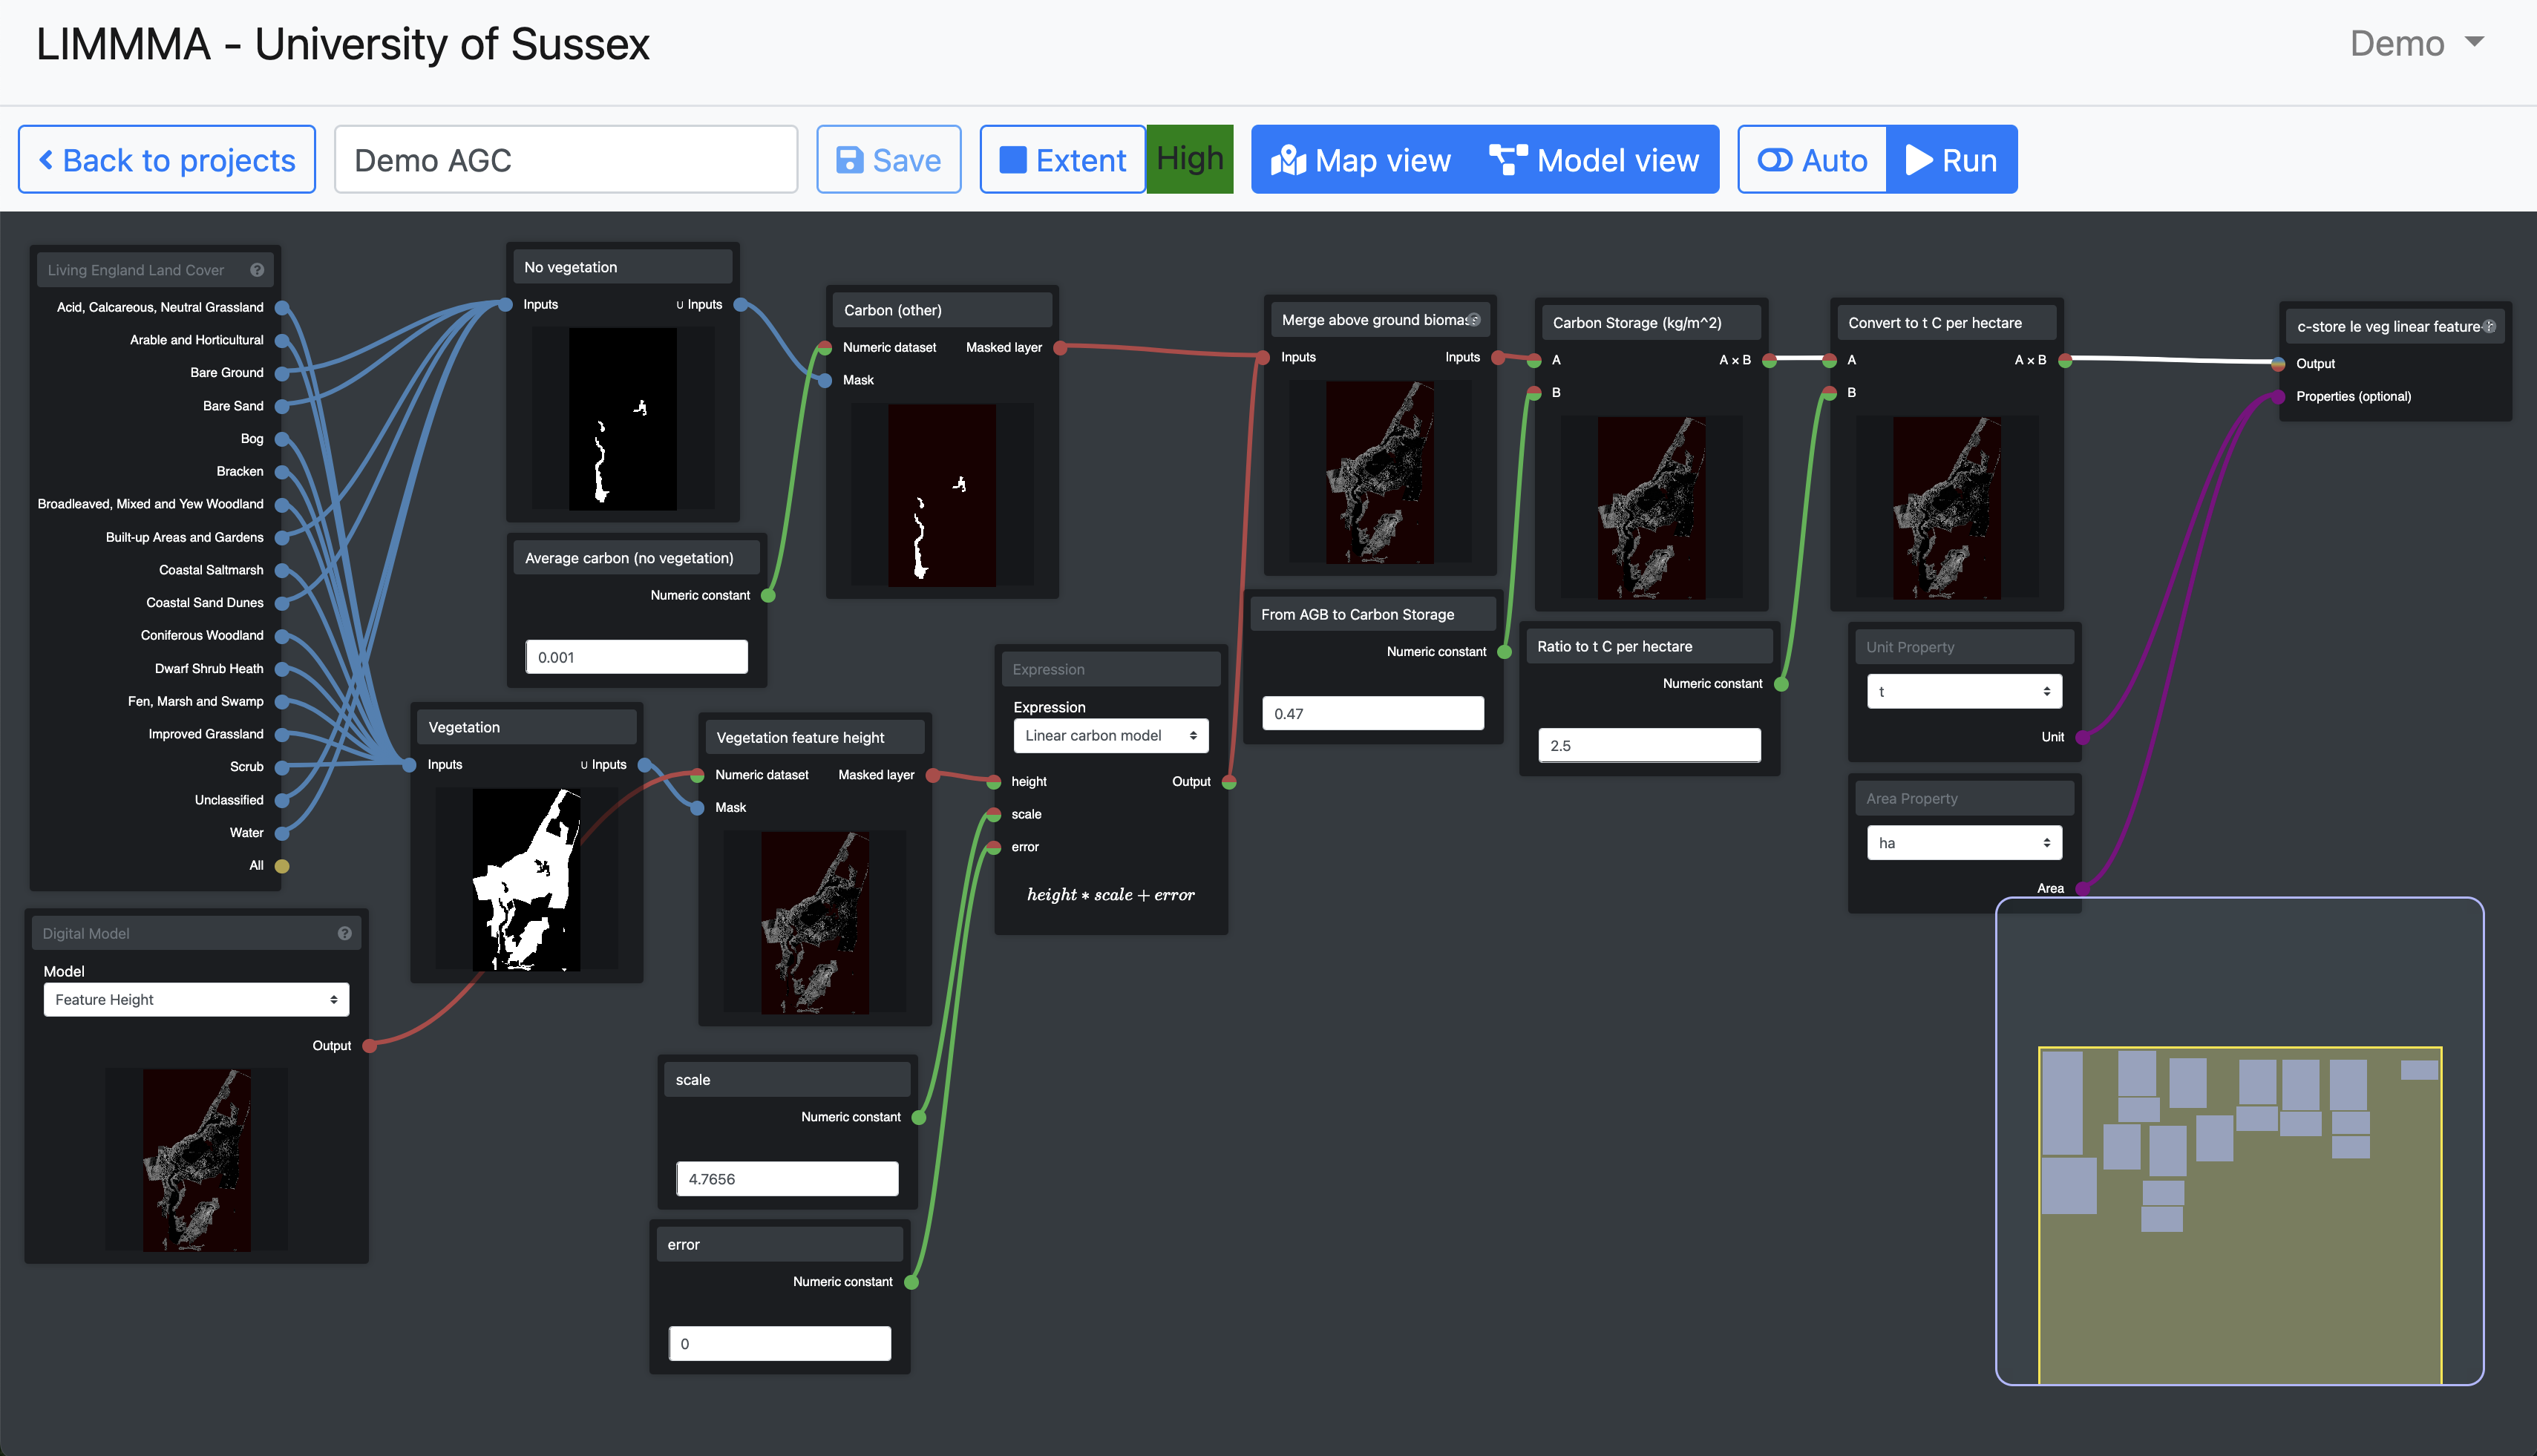 LIMMMA - University of Sussex
Demo
Back to projects
Demo AGC
Save
Extent
High
Map view
Model view
Auto
Run
Living England Land Cover
Acid, Calcareous, Neutral Grassland
Arable and Horticultural
Bare Ground
Bare Sand
Bog
Bracken
Broadleaved, Mixed and Yew Woodland
Built-up Areas and Gardens
Coastal Saltmarsh
Coastal Sand Dunes
Coniferous Woodland
Dwarf Shrub Heath
Fen, Marsh and Swamp
Improved Grassland
Scrub
Unclassified
Water
All
Digital Model
Model
Feature Height
Output
No vegetation
Inputs
∪ Inputs
Average carbon (no vegetation)
Numeric constant
0.001
Vegetation
Inputs
∪ Inputs
Carbon (other)
Numeric dataset
Masked layer
Mask
Vegetation feature height
Numeric dataset
Masked layer
Mask
scale
Numeric constant
4.7656
error
Numeric constant
0
Expression
Expression
Linear carbon model
height
Output
scale
error
height * scale + error
Merge above ground biomass
Inputs
Inputs
From AGB to Carbon Storage
Numeric constant
0.47
Carbon Storage (kg/m^2)
A
A × B
B
Ratio to t C per hectare
Numeric constant
2.5
Convert to t C per hectare
A
A × B
B
Unit Property
t
Unit
Area Property
ha
Area
c-store le veg linear feature
Output
Properties (optional)